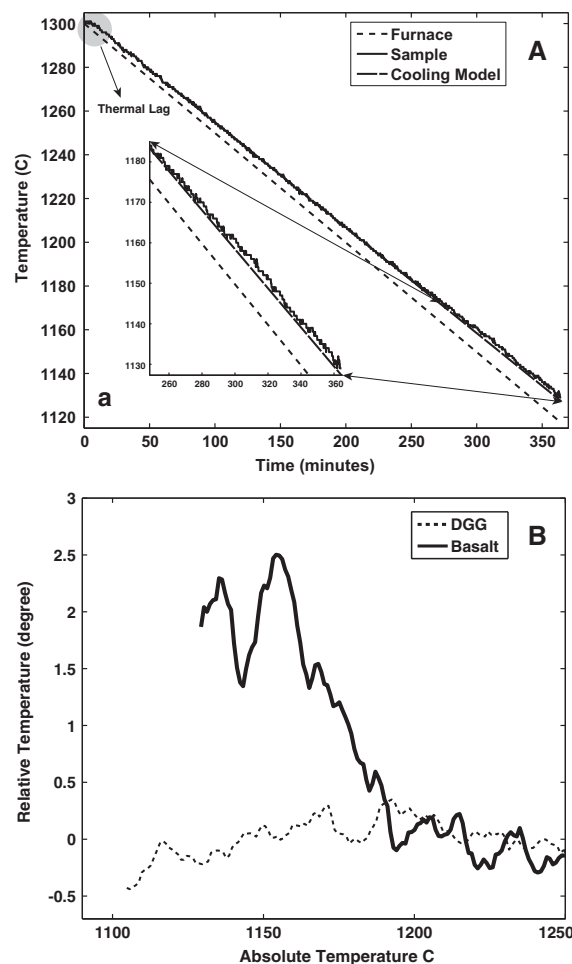 1300
1280
1260
1240
1220
1200
1180
1160
1140
1120
Temperature (C)
Furnace
Sample
Cooling Model
A
Thermal Lag
1180
1170
1160
1150
1140
1130
260 280 300 320 340 360
a
0 50 100 150 200 250 300 350
Time (minutes)
3
2.5
2
1.5
1
0.5
0
-0.5
Relative Temperature (degree)
DGG
Basalt
B
1100 1150 1200 1250
Absolute Temperature C